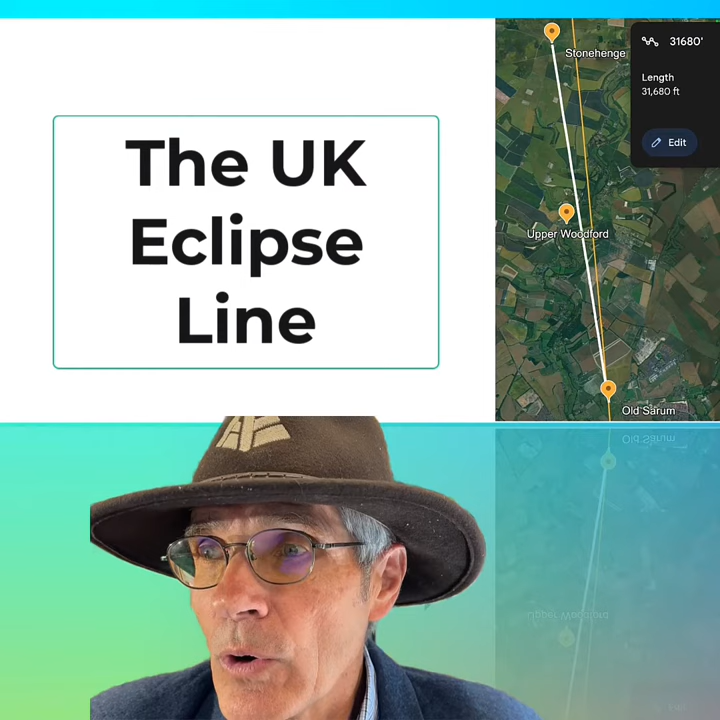 The UK
Eclipse
Line
Stonehenge
31680'
Length
31,680 ft
Edit
Upper Woodford
Old Sarum